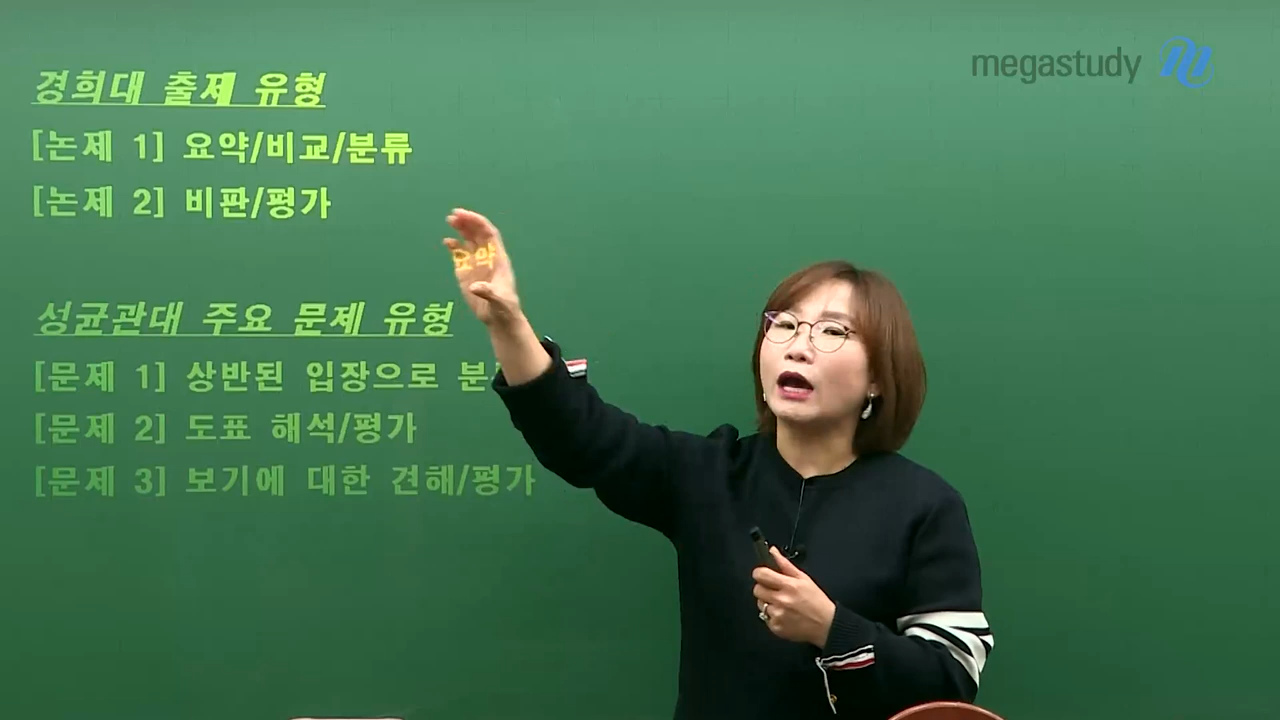 megastudy
경희대 출제 유형
[논제 1] 요약/비교/분류
[논제 2] 비판/평가
요약
성균관대 주요 문제 유형
[문제 1] 상반된 입장으로
[문제 2] 도표 해석/평가
[문제 3] 보기에 대한 견해/평가